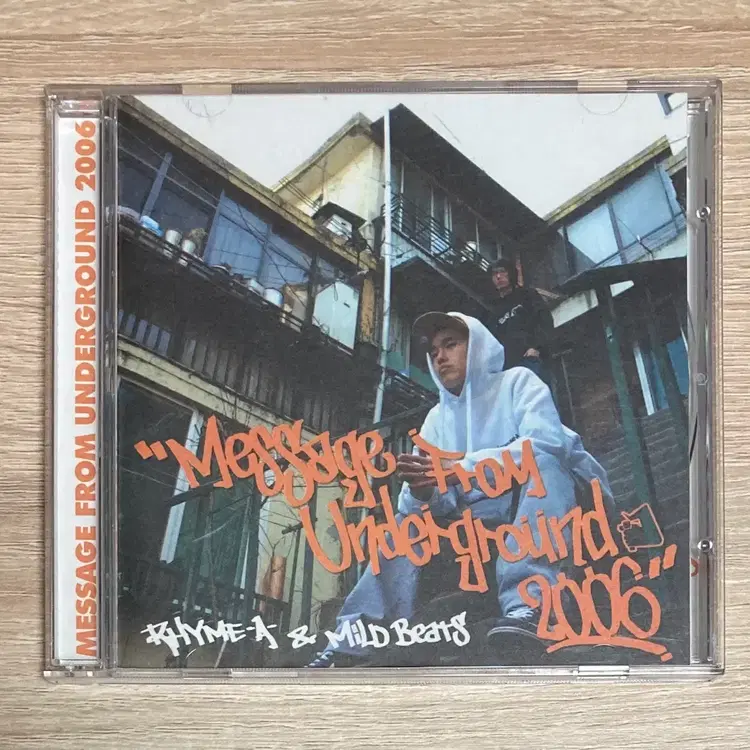 MESSAGE FROM UNDERGROUND 2006
"Message From
Underground
2006"
RHYME-A- & MiLD BeatS